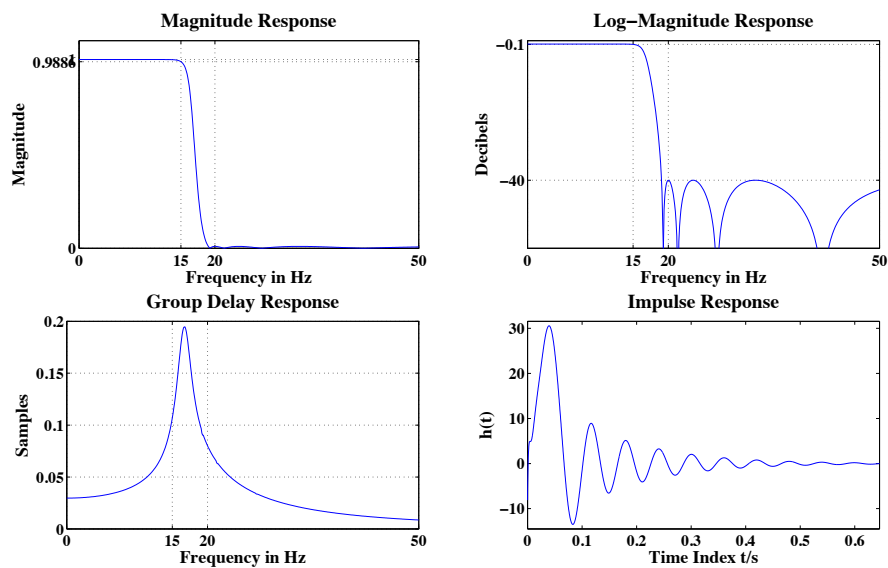 Magnitude Response
1
0.9886
0
Magnitude
0 15 20 50
Frequency in Hz
Log−Magnitude Response
−0.1
−40
Decibels
0 15 20 50
Frequency in Hz
Group Delay Response
0.2
0.15
0.1
0.05
0
Samples
0 15 20 50
Frequency in Hz
Impulse Response
30
20
10
0
−10
h(t)
0 0.1 0.2 0.3 0.4 0.5 0.6
Time Index t/s